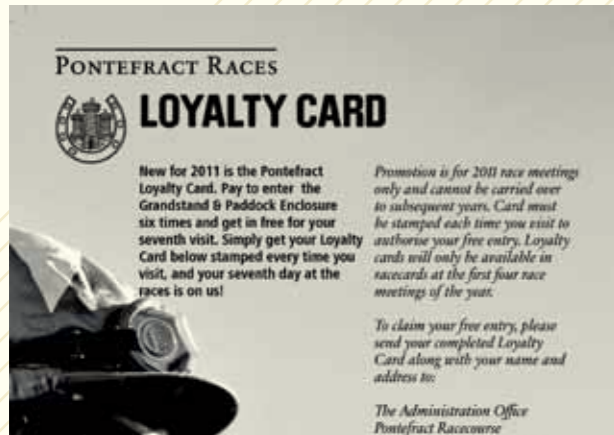 PONTEFRACT RACES
LOYALTY CARD
New for 2011 is the Pontefract
Loyalty Card. Pay to enter the
Grandstand & Paddock Enclosure
six times and get in free for your
seventh visit. Simply get your Loyalty
Card below stamped every time you
visit, and your seventh day at the
races is on us!
Promotion is for 2011 race meetings
only and cannot be carried over
to subsequent years. Card must
be stamped each time you visit to
authorise your free entry. Loyalty
cards will only be available in
racecards at the first four race
meetings of the year.
To claim your free entry, please
send your completed Loyalty
Card along with your name and
address to:
The Administration Office
Pontefract Racecourse